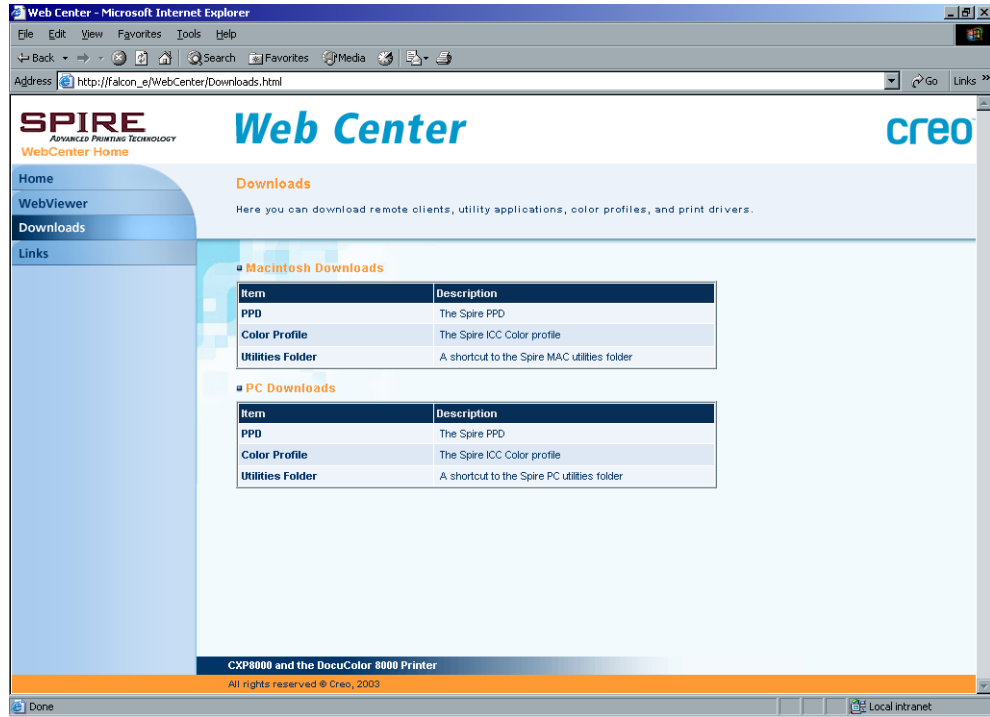 Web Center - Microsoft Internet Explorer
File Edit View Favorites Tools Help
Back Search Favorites Media
Address http://falcon_e/WebCenter/Downloads.html Go Links »
SPIRE
ADVANCED PRINTING TECHNOLOGY
WebCenter Home
Web Center
creo
Home
WebViewer
Downloads
Links
Downloads
Here you can download remote clients, utility applications, color profiles, and print drivers.
Macintosh Downloads
Item Description
PPD The Spire PPD
Color Profile The Spire ICC Color profile
Utilities Folder A shortcut to the Spire MAC utilities folder
PC Downloads
Item Description
PPD The Spire PPD
Color Profile The Spire ICC Color profile
Utilities Folder A shortcut to the Spire PC utilities folder
CXP8000 and the DocuColor 8000 Printer
All rights reserved © Creo, 2003
Done Local intranet